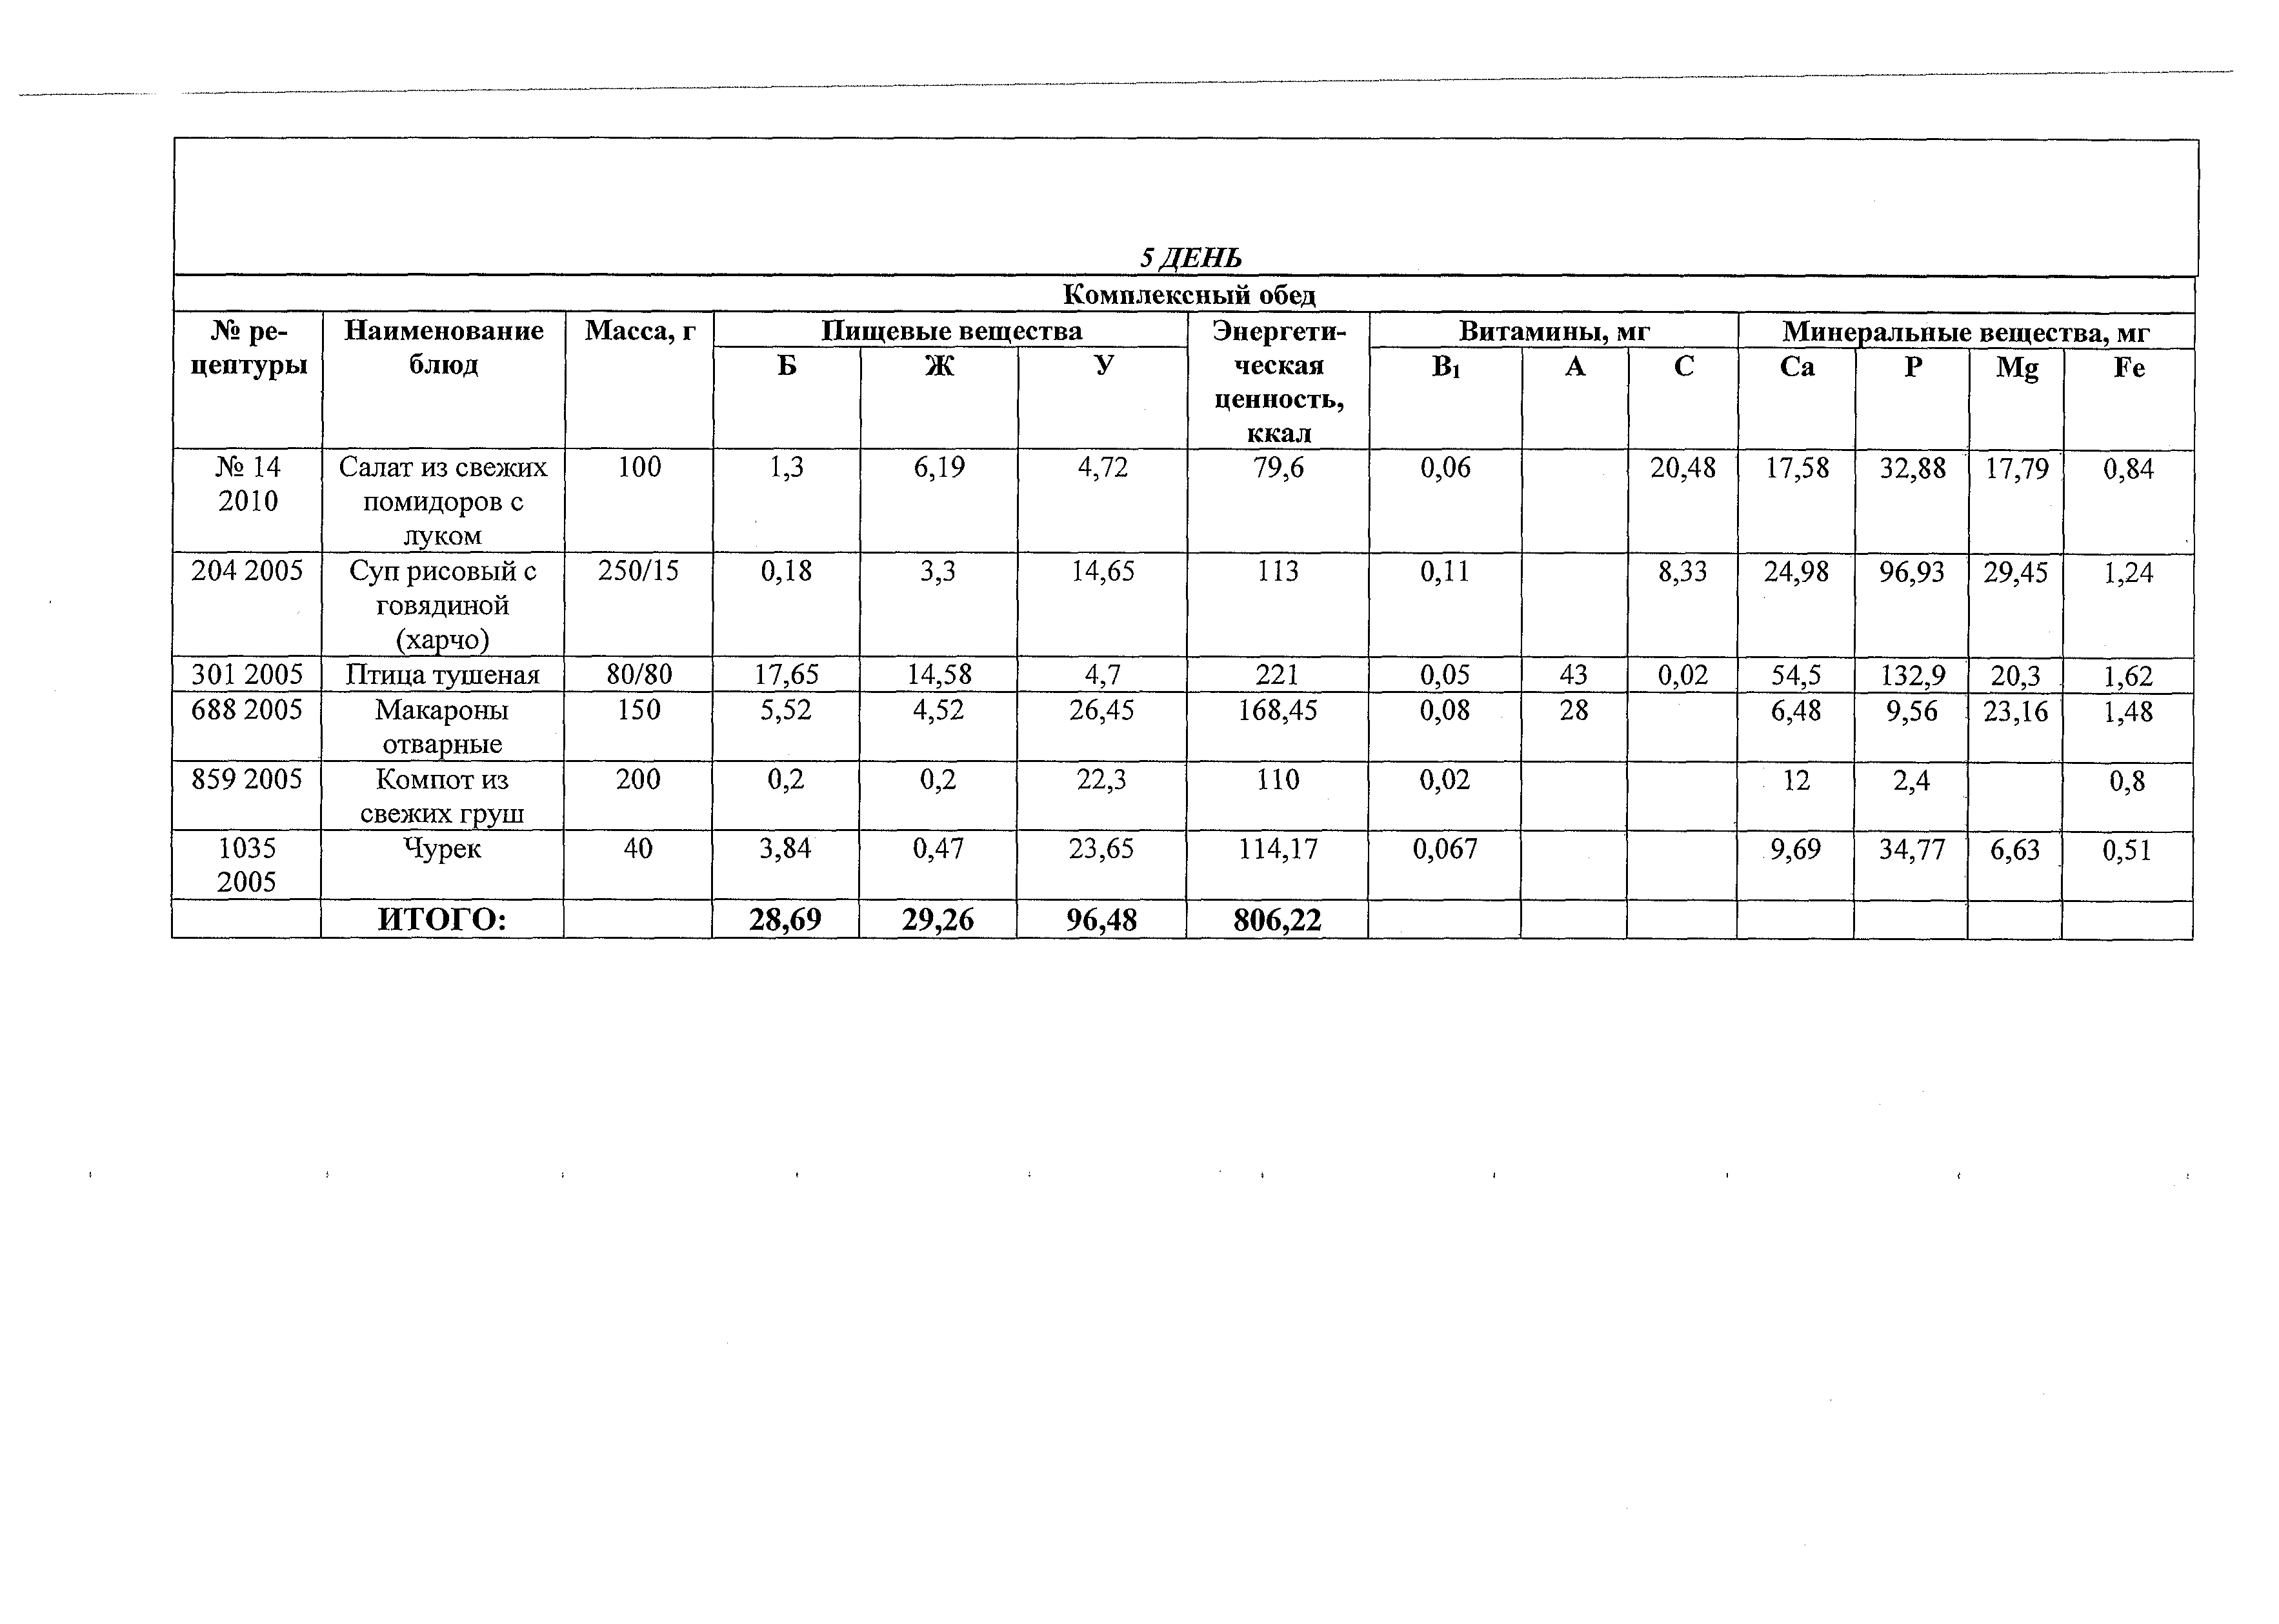 5 ДЕНЬ
Комплексный обед
№ ре- Наименование Масса, г Пищевые вещества Энергети- Витамины, мг Минеральные вещества, мг
цептуры блюд Б Ж У ческая B1 A C Ca P Mg Fe
ценность,
ккал
№ 14 Салат из свежих 100 1,3 6,19 4,72 79,6 0,06 20,48 17,58 32,88 17,79 0,84
2010 помидоров с
луком
204 2005 Суп рисовый с 250/15 0,18 3,3 14,65 113 0,11 8,33 24,98 96,93 29,45 1,24
говядиной
(харчо)
301 2005 Птица тушеная 80/80 17,65 14,58 4,7 221 0,05 43 0,02 54,5 132,9 20,3 1,62
688 2005 Макароны 150 5,52 4,52 26,45 168,45 0,08 28 6,48 9,56 23,16 1,48
отварные
859 2005 Компот из 200 0,2 0,2 22,3 110 0,02 12 2,4 0,8
свежих груш
1035 Чурек 40 3,84 0,47 23,65 114,17 0,067 9,69 34,77 6,63 0,51
2005
ИТОГО: 28,69 29,26 96,48 806,22